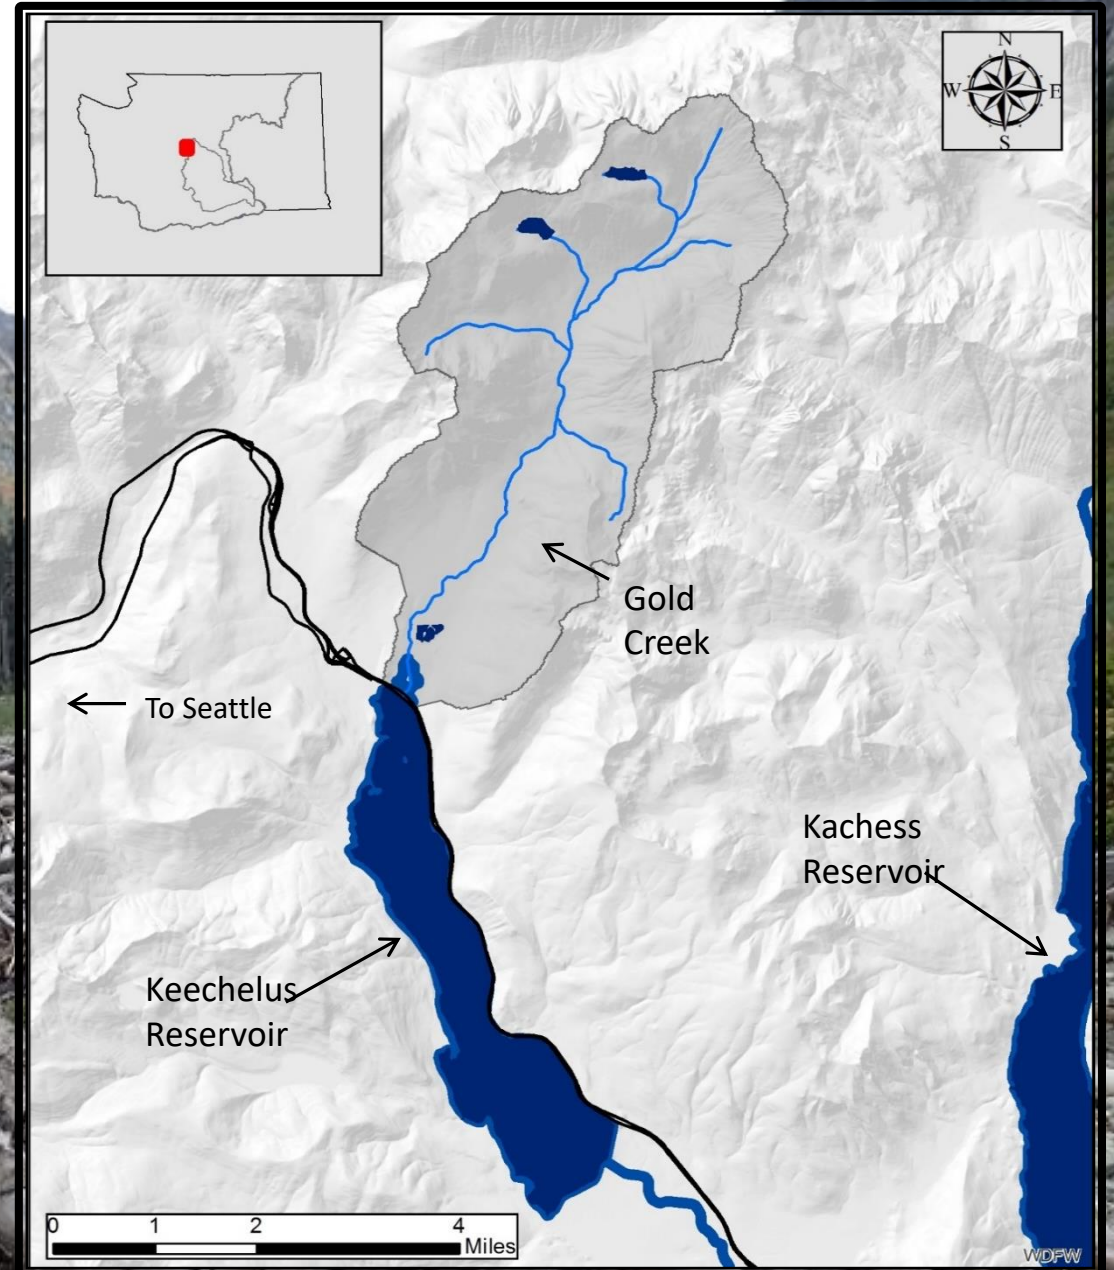 N
W E
S
Gold
Creek
To Seattle
Kachess
Reservoir
Keechelus
Reservoir
0 1 2 4
Miles
WDFW